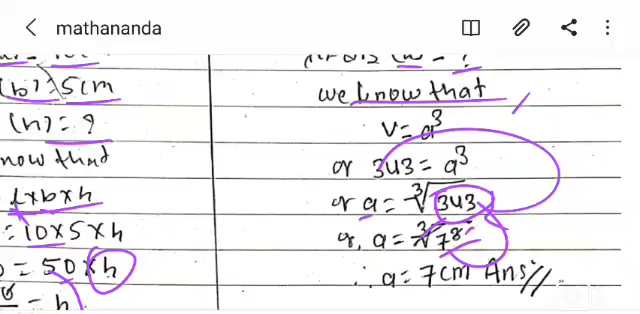 mathananda
(b) = 5cm
(h) = ?
now that
l×b×h
= 10×5×h
= 50×h
= h
we know that
V = a³
or 343 = a³
or a = ∛343
or, a = ∛7³
∴ a = 7cm Ans//